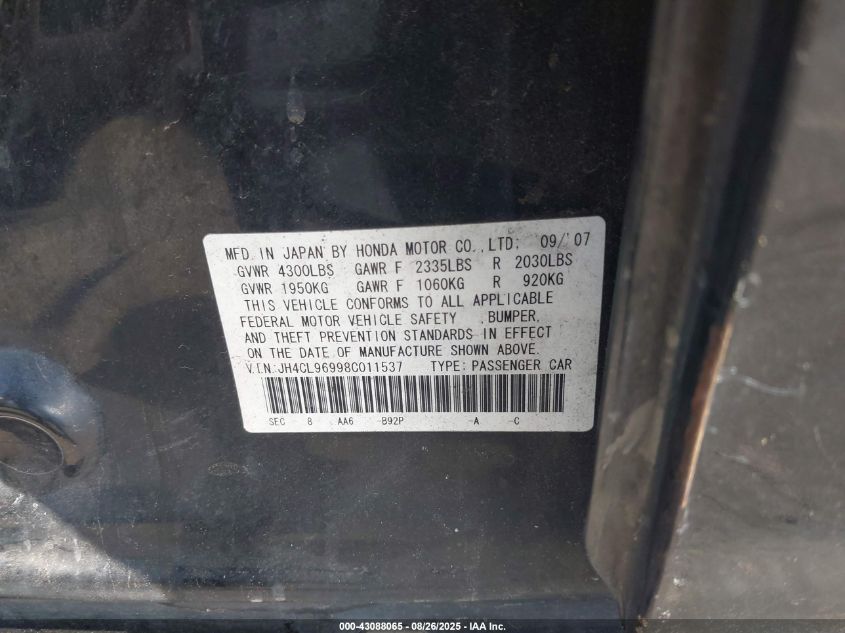 MFD. IN JAPAN BY HONDA MOTOR CO., LTD: 09/'07
GVWR 4300LBS GAWR F 2335LBS R 2030LBS
GVWR 1950KG GAWR F 1060KG R 920KG
THIS VEHICLE CONFORMS TO ALL APPLICABLE
FEDERAL MOTOR VEHICLE SAFETY , BUMPER,
AND THEFT PREVENTION STANDARDS IN EFFECT
ON THE DATE OF MANUFACTURE SHOWN ABOVE.
V.I.N:JH4CL96998C011537 TYPE: PASSENGER CAR
SEC 8 AA6 -B92P -A -C
000-43088065 - 08/26/2025 - IAA Inc.